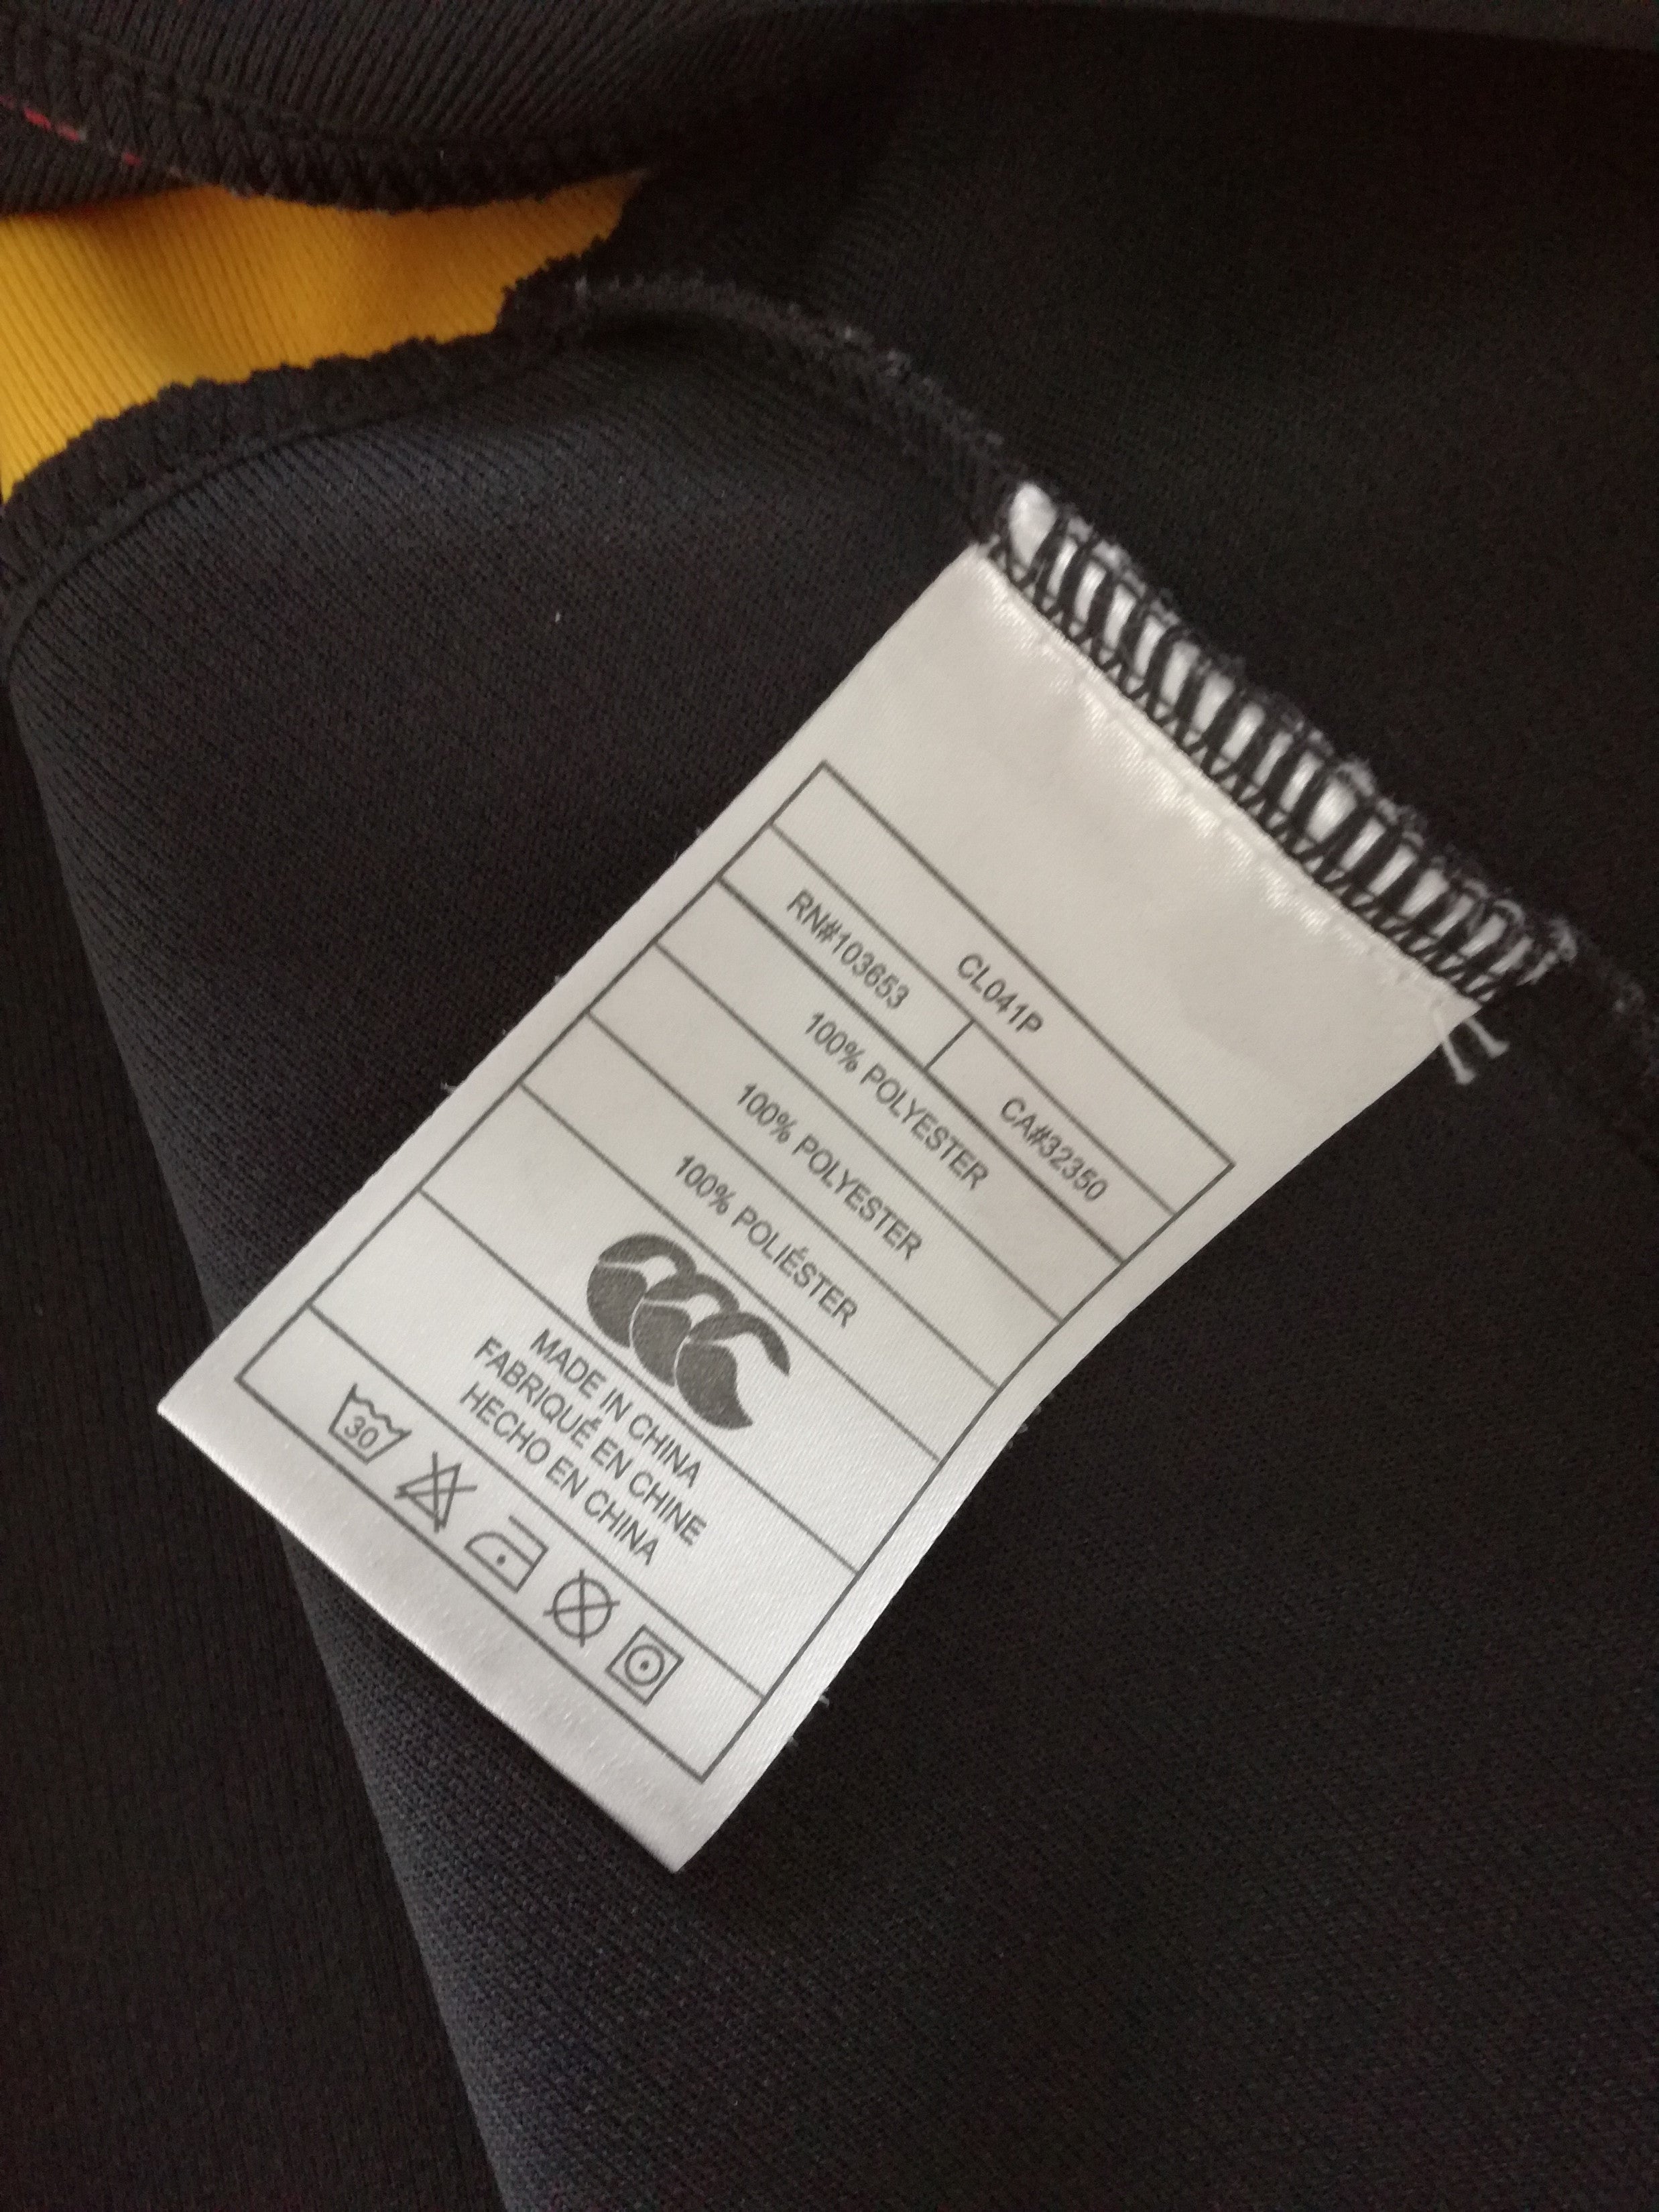 CL041P
RN#103653 CA#32350
100% POLYESTER
100% POLYESTER
100% POLIÉSTER
MADE IN CHINA
FABRIQUÉ EN CHINE
HECHO EN CHINA
30